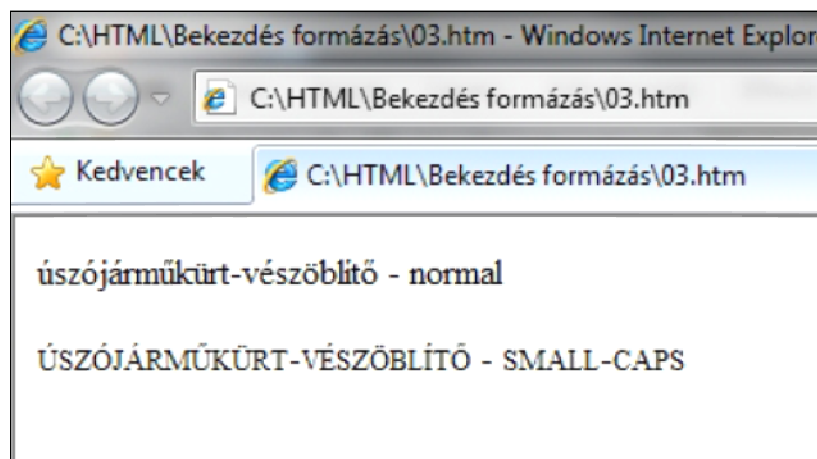 C:\HTML\Bekezdés formázás\03.htm - Windows Internet Explor
C:\HTML\Bekezdés formázás\03.htm
Kedvencek
C:\HTML\Bekezdés formázás\03.htm
úszójárműkürt-vészöblítő - normal
ÚSZÓJÁRMŰKÜRT-VÉSZÖBLÍTŐ - SMALL-CAPS